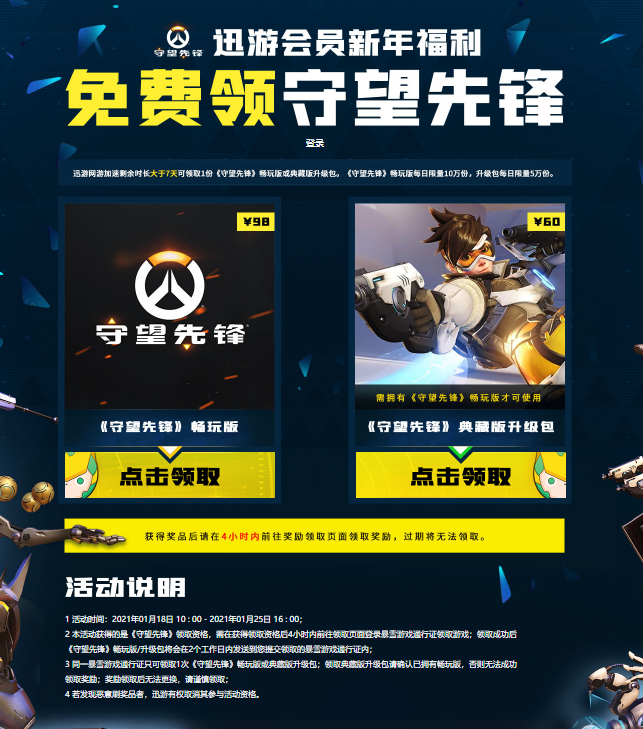 守望先锋
迅游会员新年福利
免费领守望先锋
登录
迅游网游加速剩余时长大于7天可领取1份《守望先锋》畅玩版或典藏版升级包。《守望先锋》畅玩版每日限量10万份，升级包每日限量5万份。
¥98
守望先锋
《守望先锋》畅玩版
点击领取
¥60
需拥有《守望先锋》畅玩版才可使用
《守望先锋》典藏版升级包
点击领取
获得奖品后请在4小时内前往奖励领取页面领取奖励，过期将无法领取。
活动说明
1 活动时间：2021年01月18日 10 : 00 - 2021年01月25日 16 : 00；
2 本活动获得的是《守望先锋》领取资格，需在获得领取资格后4小时内前往领取页面登录暴雪游戏通行证领取游戏；领取成功后
《守望先锋》畅玩版/升级包将会在2个工作日内发送到您提交领取的暴雪游戏通行证内；
3 同一暴雪游戏通行证只可领取1次《守望先锋》畅玩版或典藏版升级包；领取典藏版升级包请确认已拥有畅玩版，否则无法成功
领取奖励；奖励领取后无法更换，请谨慎领取；
4 若发现恶意刷奖品者，迅游有权取消其参与活动资格。